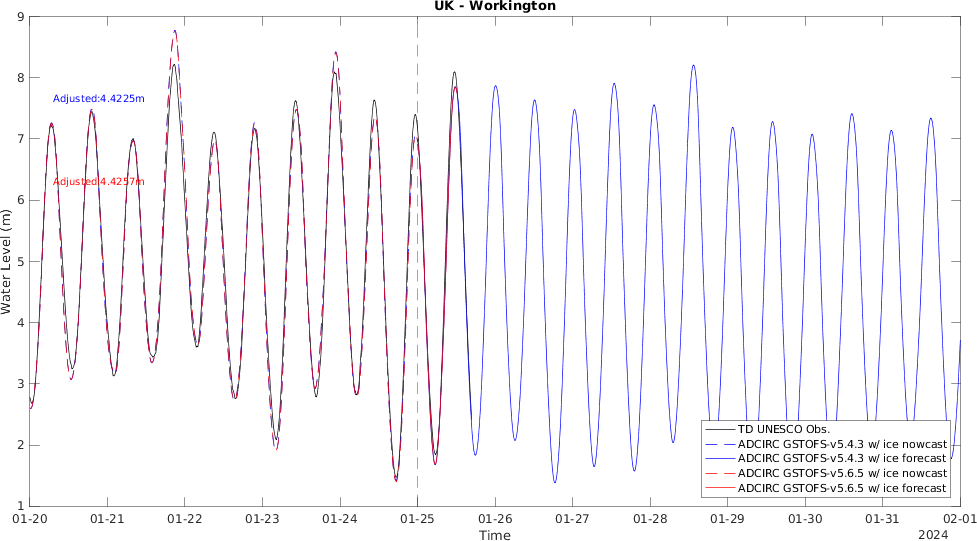 UK - Workington
9
8
7
6
5
4
3
2
1
Water Level (m)
Adjusted:4.4225m
Adjusted:4.4257m
TD UNESCO Obs.
ADCIRC GSTOFS-v5.4.3 w/ ice nowcast
ADCIRC GSTOFS-v5.4.3 w/ ice forecast
ADCIRC GSTOFS-v5.6.5 w/ ice nowcast
ADCIRC GSTOFS-v5.6.5 w/ ice forecast
01-20 01-21 01-22 01-23 01-24 01-25 01-26 01-27 01-28 01-29 01-30 01-31 02-01
Time
2024